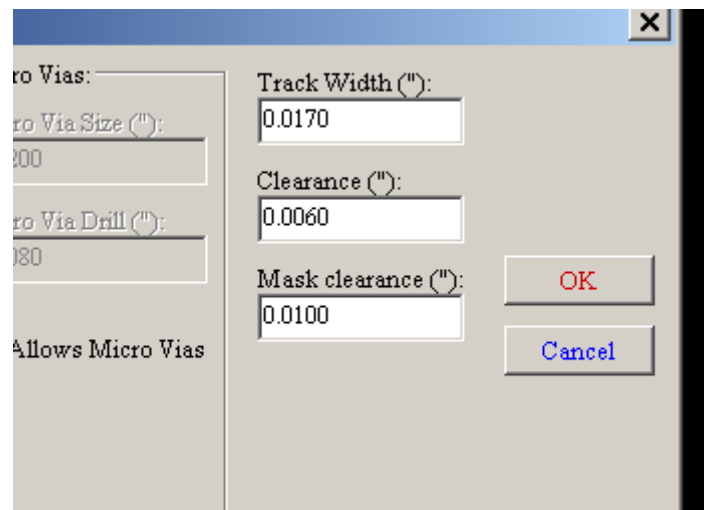 ro Vias:
ro Via Size ("):
200
ro Via Drill ("):
080
Allows Micro Vias
Track Width ("):
0.0170
Clearance ("):
0.0060
Mask clearance ("):
0.0100
OK
Cancel